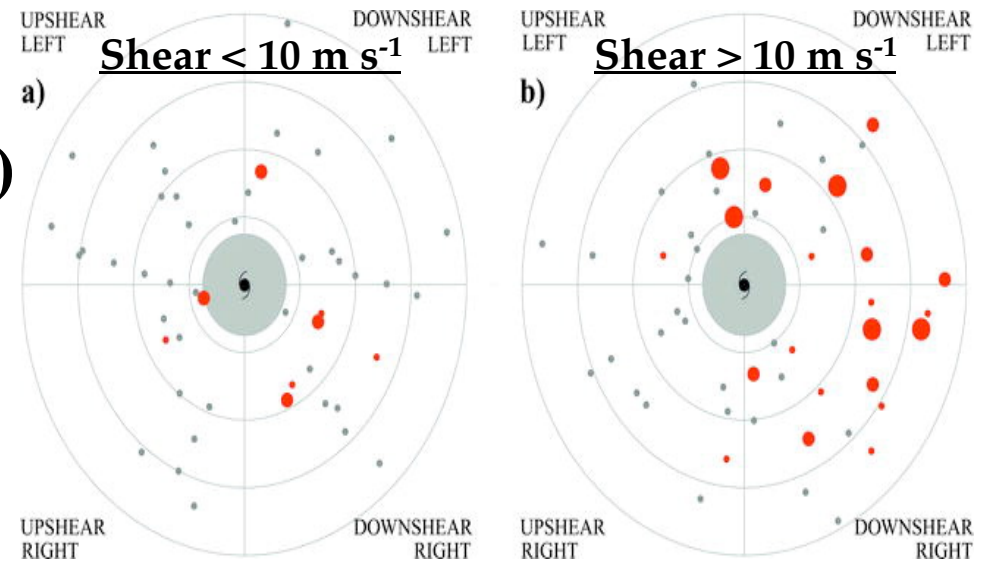 UPSHEAR
LEFT
DOWNSHEAR
LEFT
Shear < 10 m s-1
a)
UPSHEAR
RIGHT
DOWNSHEAR
RIGHT
UPSHEAR
LEFT
DOWNSHEAR
LEFT
Shear > 10 m s-1
b)
UPSHEAR
RIGHT
DOWNSHEAR
RIGHT
)